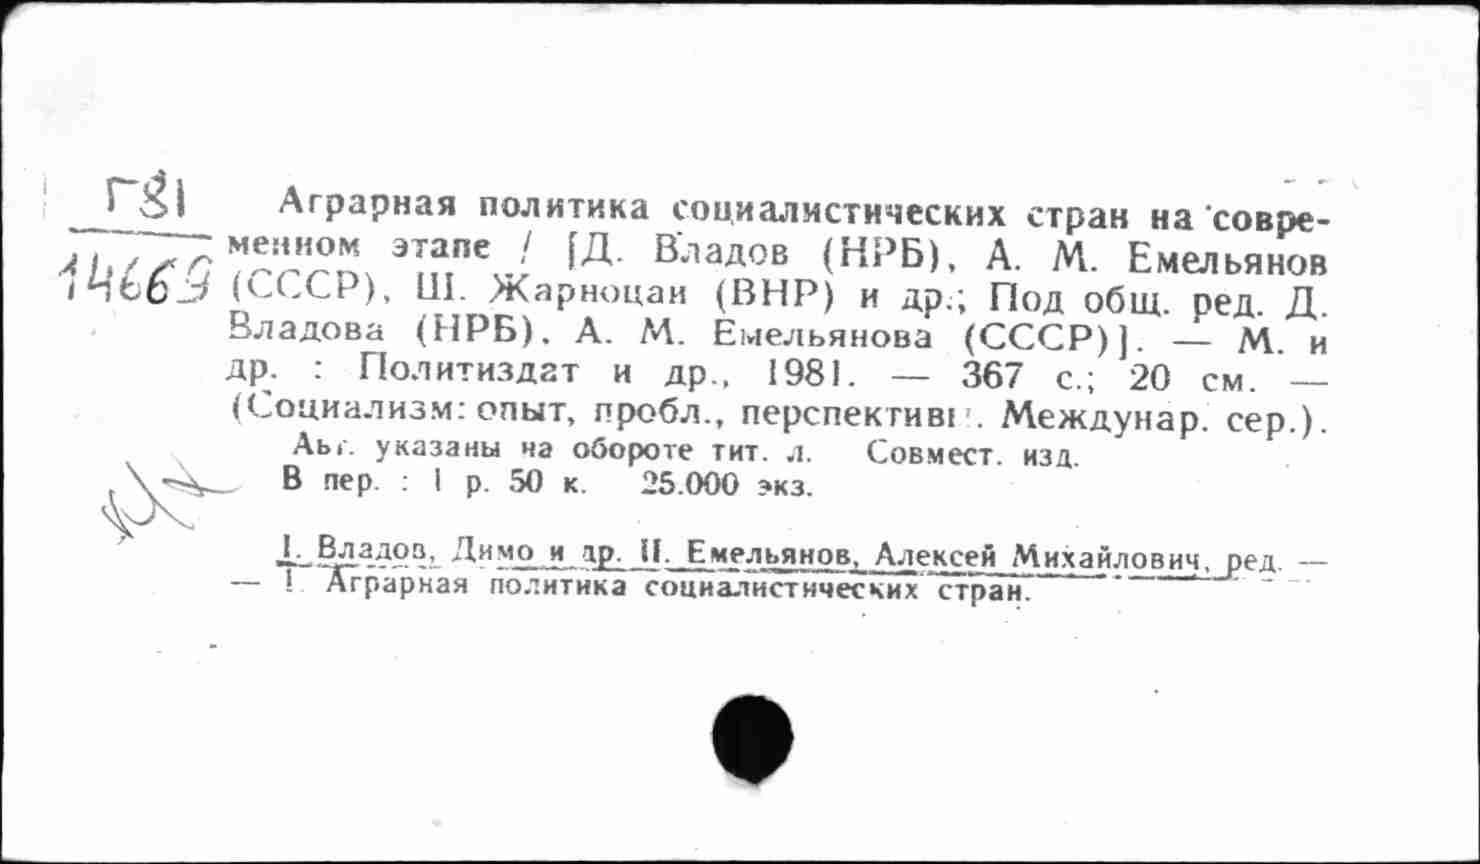 Г81
14669
Аграрная политика социалистических стран на совре-
менном этапе / [Д. Владов (НРБ), А. М. Емельянов
(СССР), Ш. Жарноцаи (ВНР) и др.; Под общ. ред. Д.
Владова (НРБ), А. М. Емельянова (СССР)]. — М. и
др. : Политиздат и др., 1981. — 367 с.; 20 см. —
(Социализм: опыт, пробл., перспективы. Междунар. сер.).
Авт. указаны на обороте тит. л. Совмест. изд.
В пер. : 1 р. 50 к. 25.000 экз.
I. Владов, Димо и др. II. Емельянов, Алексей Михайлович, ред. —
— 1. Аграрная политика социалистических стран.